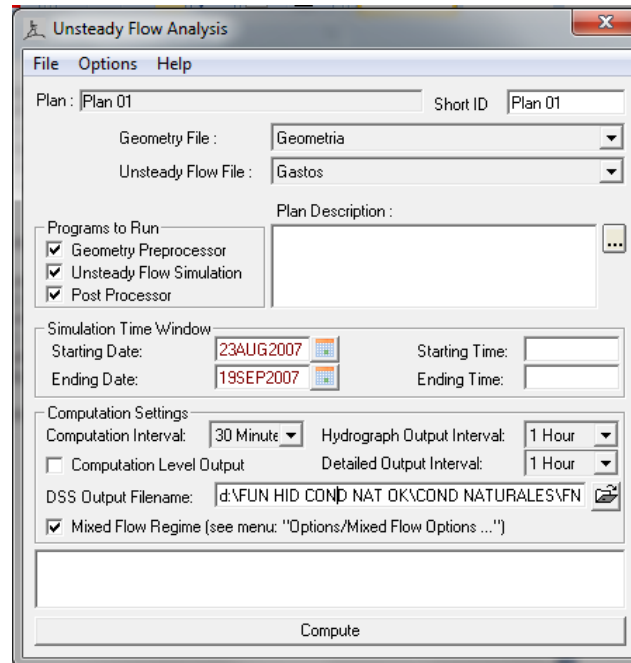 Unsteady Flow Analysis
File Options Help
Plan : Plan 01 Short ID Plan 01
Geometry File : Geometria
Unsteady Flow File : Gastos
Plan Description :
Programs to Run
Geometry Preprocessor
Unsteady Flow Simulation
Post Processor
...
Simulation Time Window
Starting Date: 23AUG2007 Starting Time:
Ending Date: 19SEP2007 Ending Time:
Computation Settings
Computation Interval: 30 Minute Hydrograph Output Interval: 1 Hour
Computation Level Output Detailed Output Interval: 1 Hour
DSS Output Filename: d:\FUN HID COND NAT OK\COND NATURALES\FN
Mixed Flow Regime (see menu: "Options/Mixed Flow Options ...")
Compute